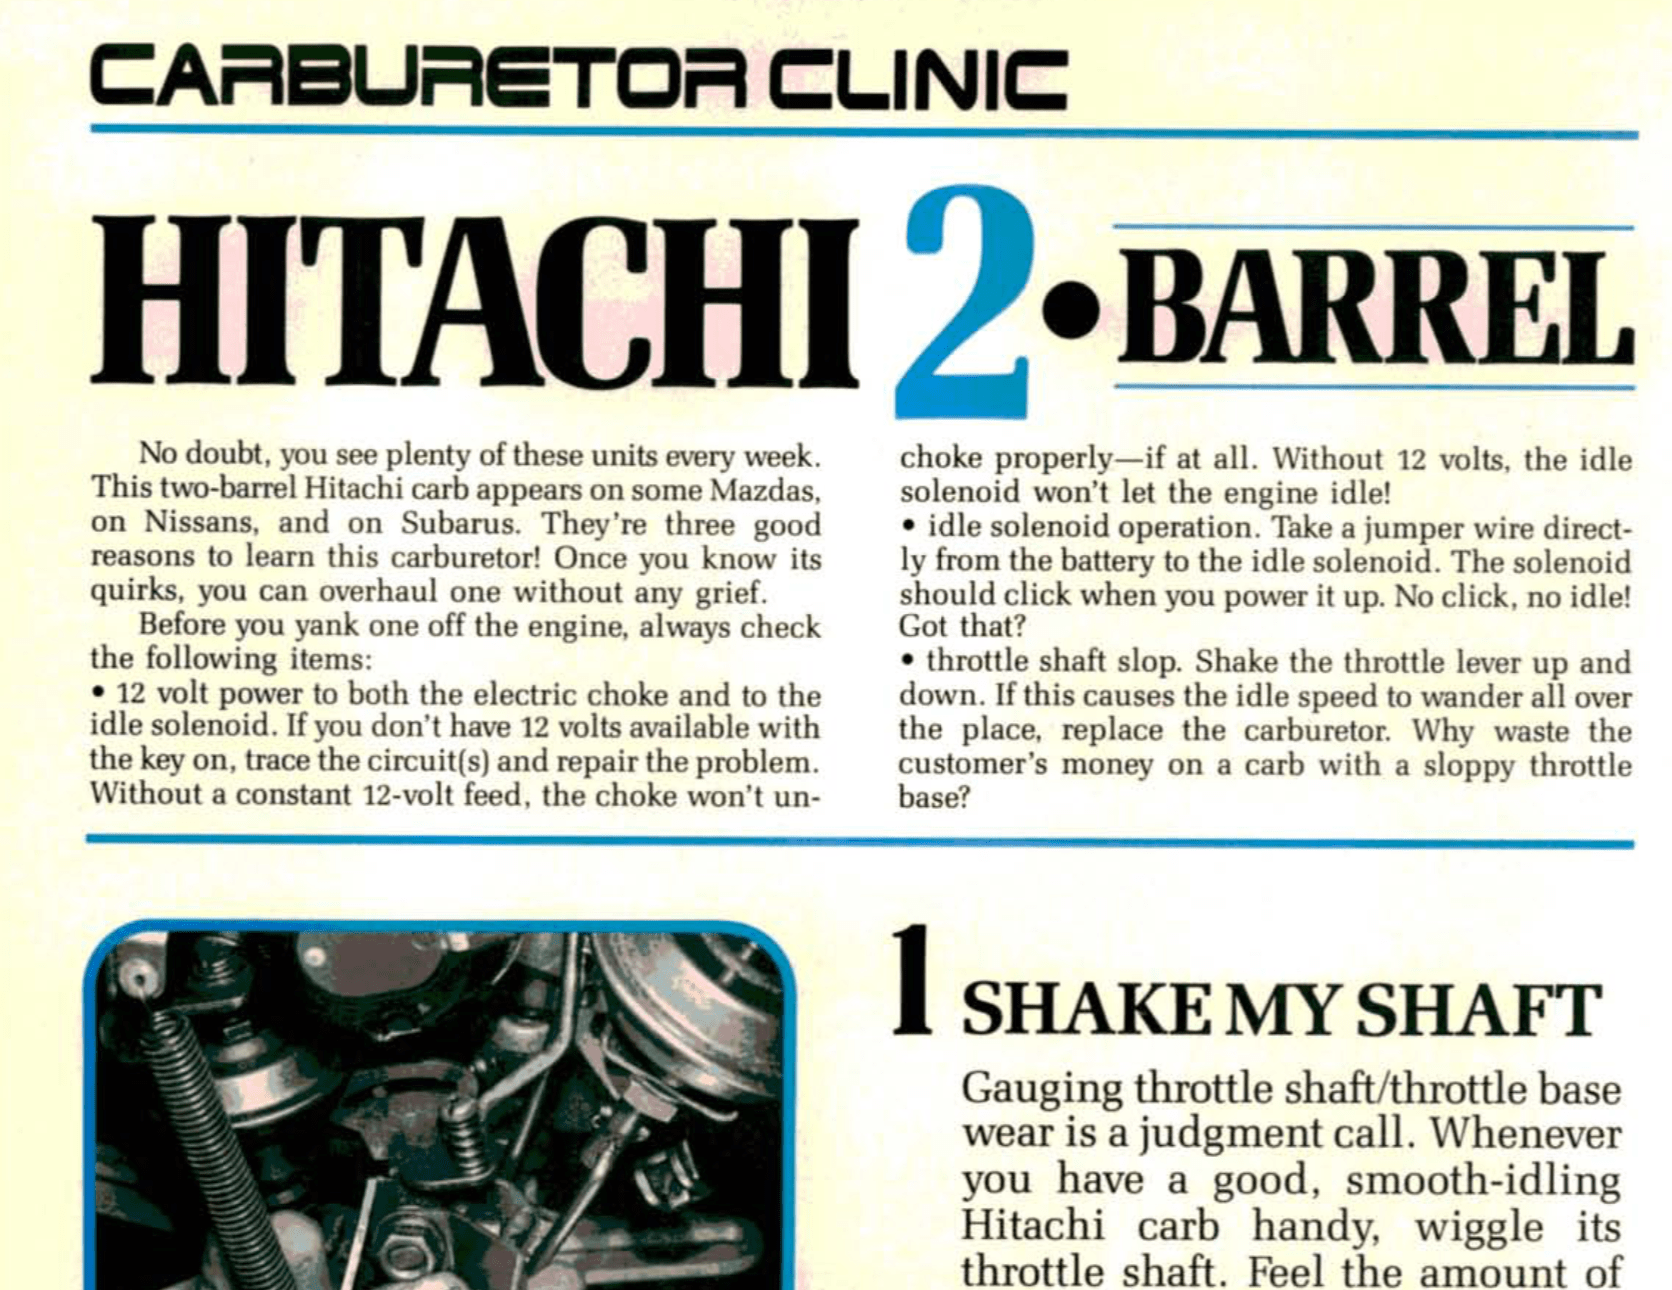 CARBURETOR CLINIC
HITACHI 2•BARREL
No doubt, you see plenty of these units every week.
This two-barrel Hitachi carb appears on some Mazdas,
on Nissans, and on Subarus. They're three good
reasons to learn this carburetor! Once you know its
quirks, you can overhaul one without any grief.
Before you yank one off the engine, always check
the following items:
• 12 volt power to both the electric choke and to the
idle solenoid. If you don't have 12 volts available with
the key on, trace the circuit(s) and repair the problem.
Without a constant 12-volt feed, the choke won't un-
choke properly—if at all. Without 12 volts, the idle
solenoid won't let the engine idle!
• idle solenoid operation. Take a jumper wire direct-
ly from the battery to the idle solenoid. The solenoid
should click when you power it up. No click, no idle!
Got that?
• throttle shaft slop. Shake the throttle lever up and
down. If this causes the idle speed to wander all over
the place, replace the carburetor. Why waste the
customer's money on a carb with a sloppy throttle
base?
1 SHAKE MY SHAFT
Gauging throttle shaft/throttle base
wear is a judgment call. Whenever
you have a good, smooth-idling
Hitachi carb handy, wiggle its
throttle shaft. Feel the amount of